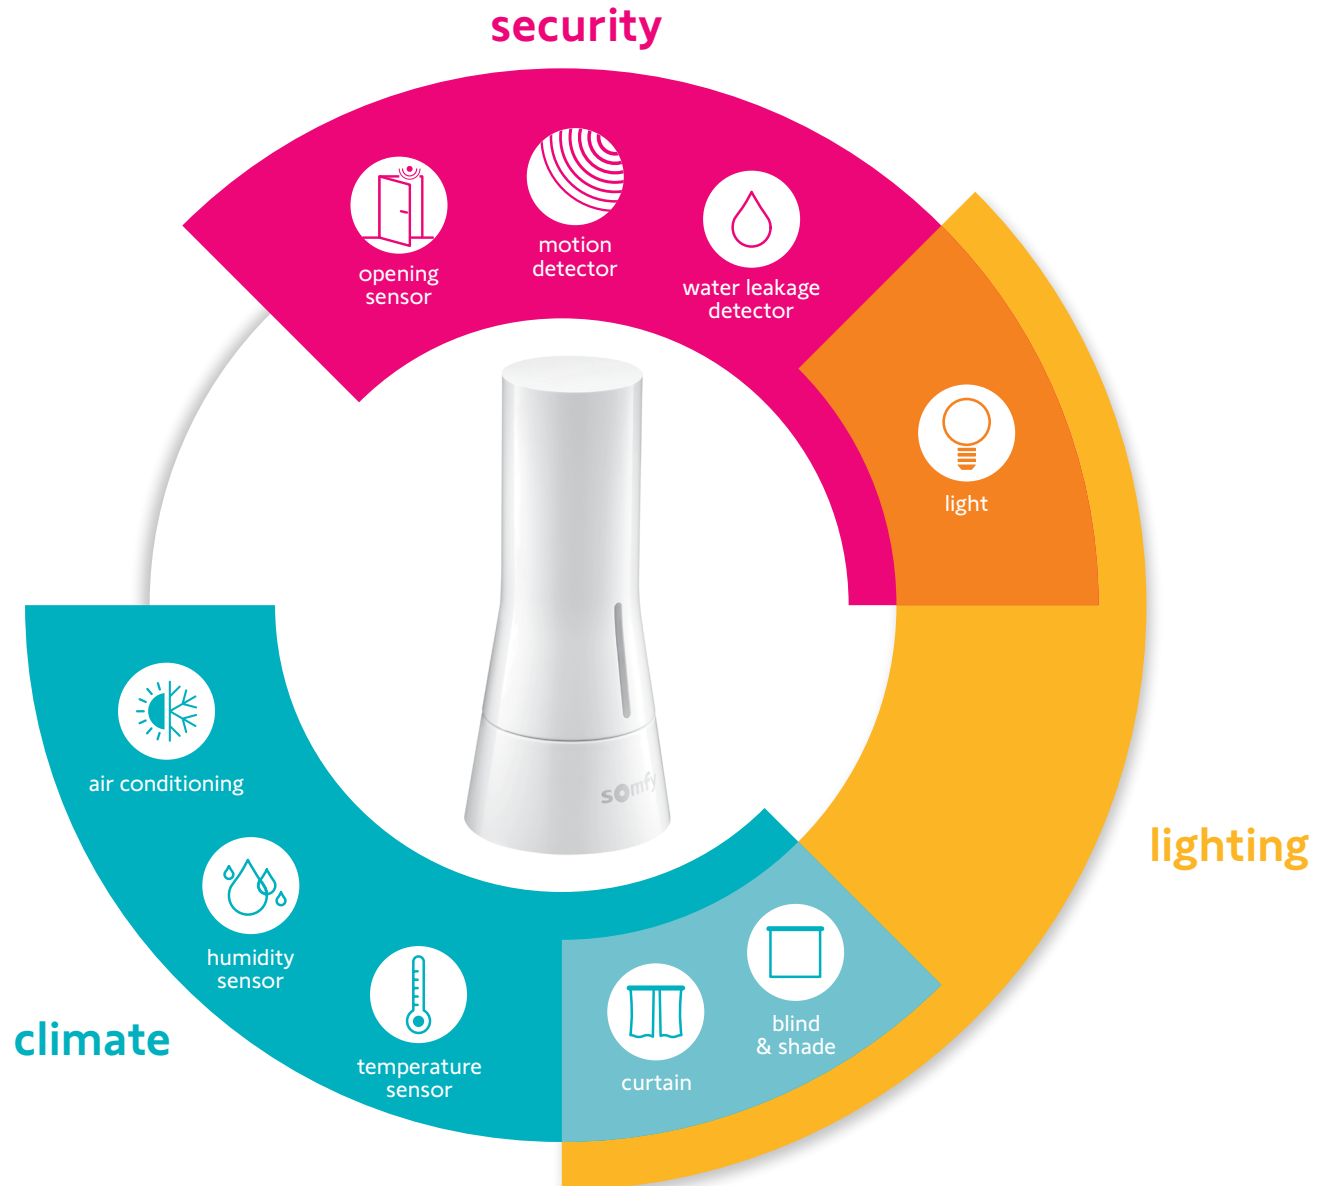 security
opening
sensor
motion
detector
water leakage
detector
light
somfy
lighting
air conditioning
humidity
sensor
temperature
sensor
climate
curtain
blind
& shade